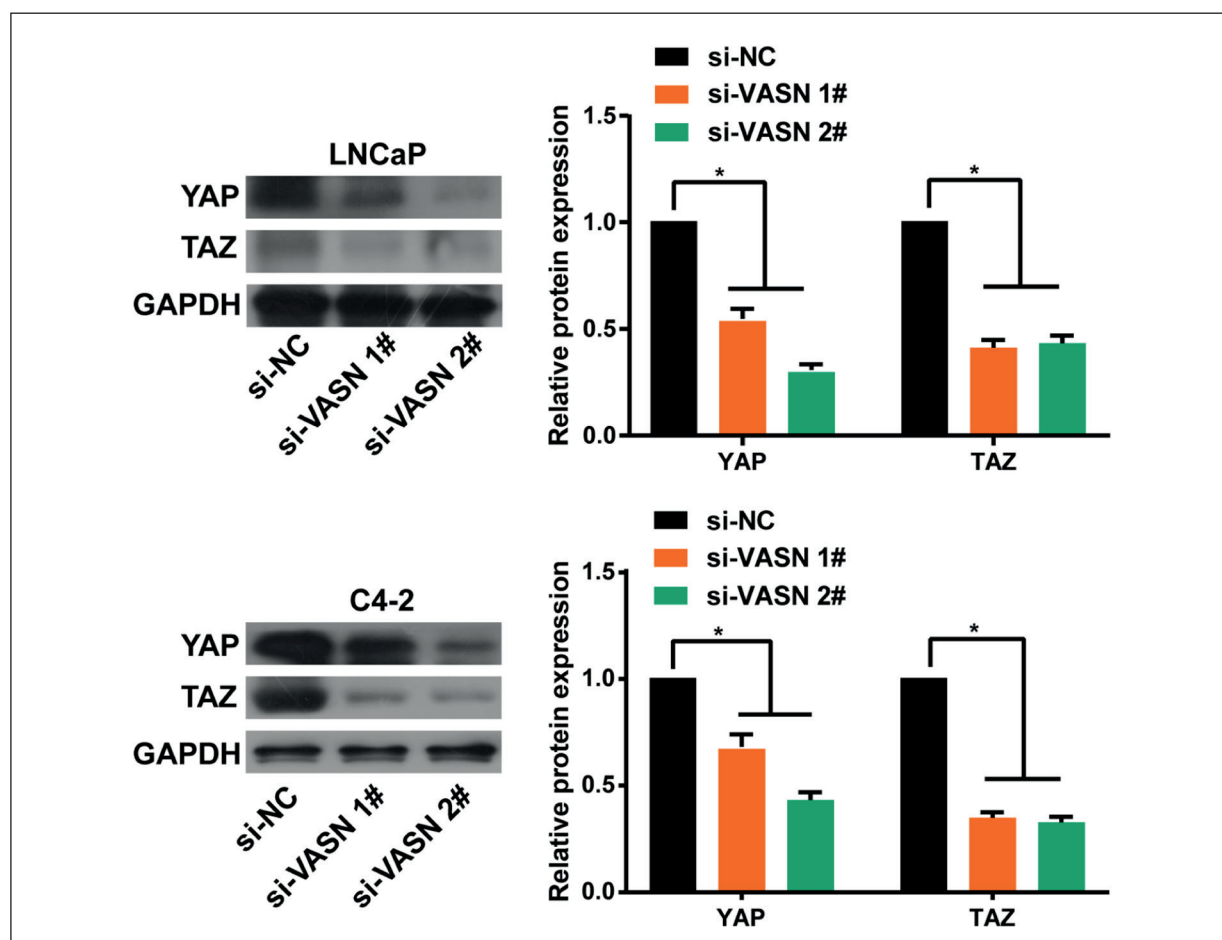 LNCaP
YAP
TAZ
GAPDH
si-NC
si-VASN 1#
si-VASN 2#
si-NC
si-VASN 1#
si-VASN 2#
Relative protein expression
1.5
1.0
0.5
0.0
*
*
YAP
TAZ
C4-2
YAP
TAZ
GAPDH
si-NC
si-VASN 1#
si-VASN 2#
si-NC
si-VASN 1#
si-VASN 2#
Relative protein expression
1.5
1.0
0.5
0.0
*
*
YAP
TAZ